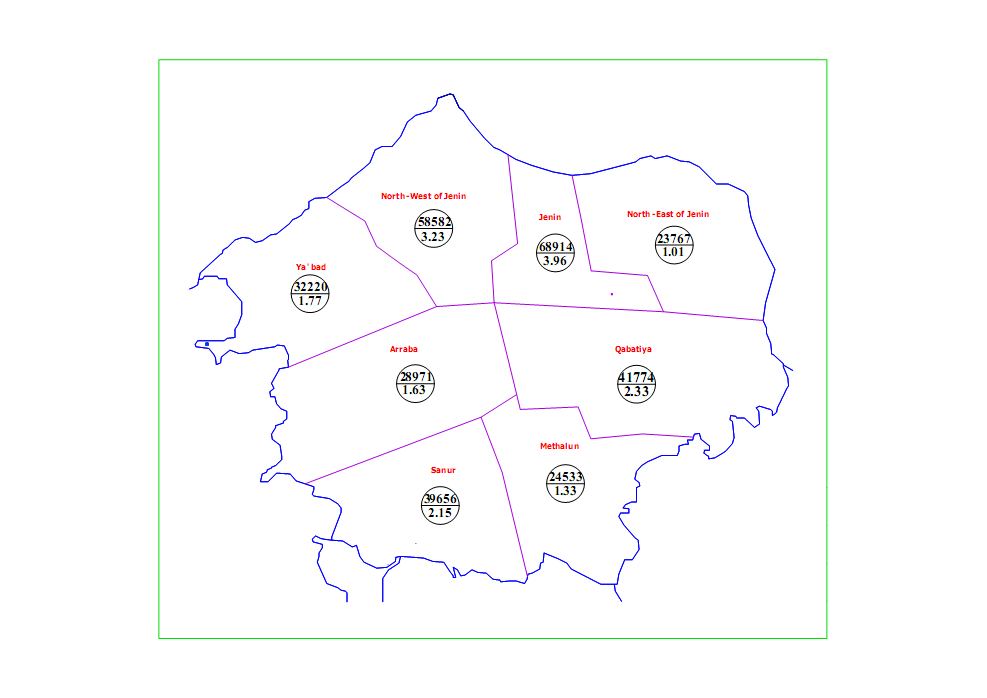 North-West of Jenin
58582
3.23
Jenin
68914
3.96
North-East of Jenin
23767
1.01
Ya`bad
32220
1.77
Arraba
28971
1.63
Qabatiya
41774
2.33
Methalun
24533
1.33
Sanur
39656
2.15